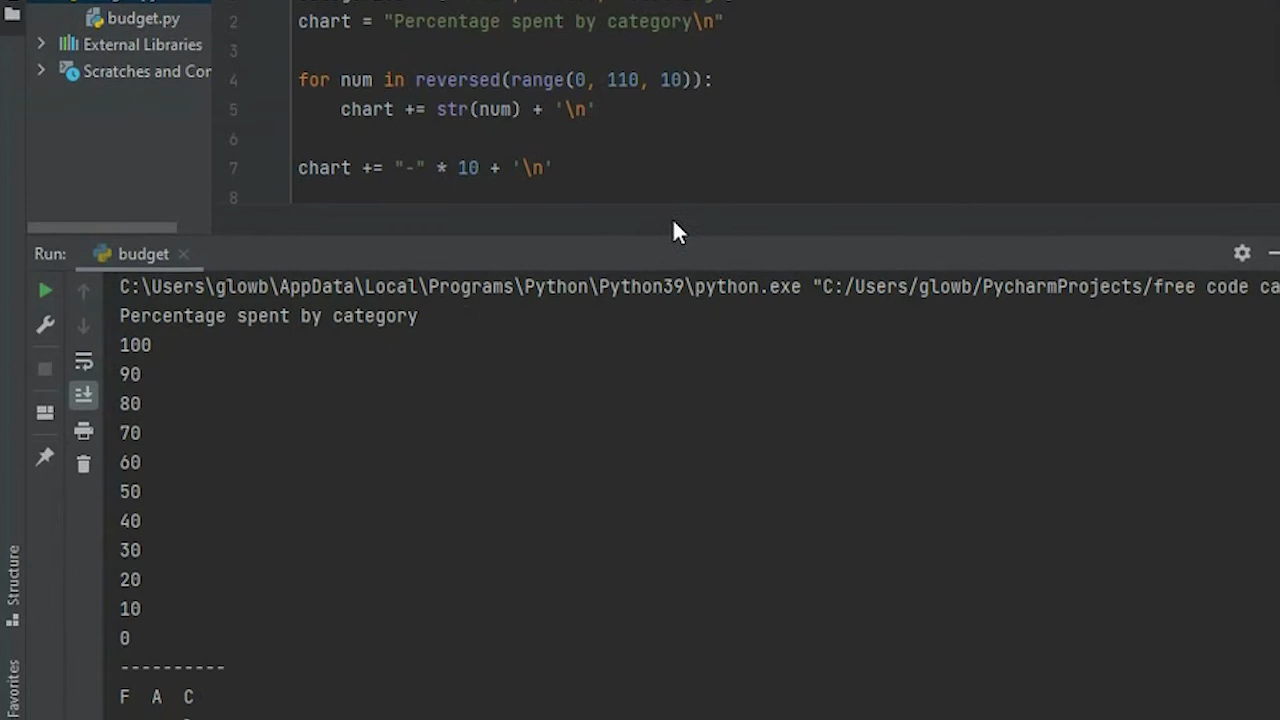 budget.py
External Libraries
Scratches and Con
2 chart = "Percentage spent by category\n"
3
4 for num in reversed(range(0, 110, 10)):
5 chart += str(num) + '\n'
6
7 chart += "-" * 10 + '\n'
8
Run: budget
C:\Users\glowb\AppData\Local\Programs\Python\Python39\python.exe "C:/Users/glowb/PycharmProjects/free code ca
Percentage spent by category
100
90
80
70
60
50
40
30
20
10
0
----------
F A C
Structure
Favorites